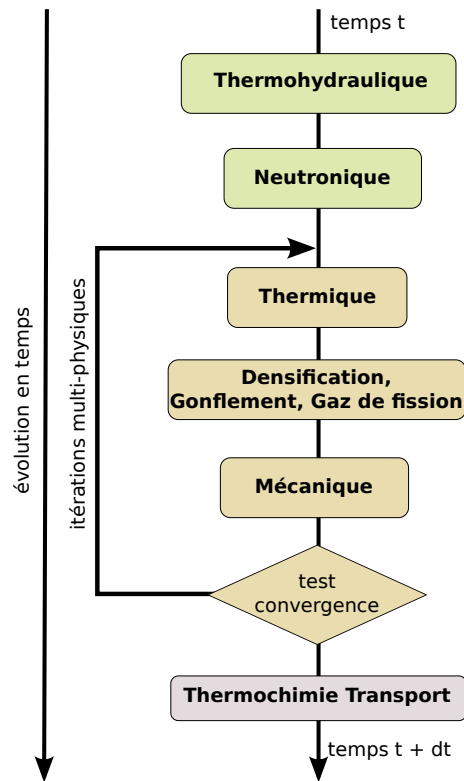 temps t
Thermohydraulique
Neutronique
Thermique
Densification,
Gonflement, Gaz de fission
Mécanique
test
convergence
Thermochimie Transport
temps t + dt
itérations multi-physiques
évolution en temps